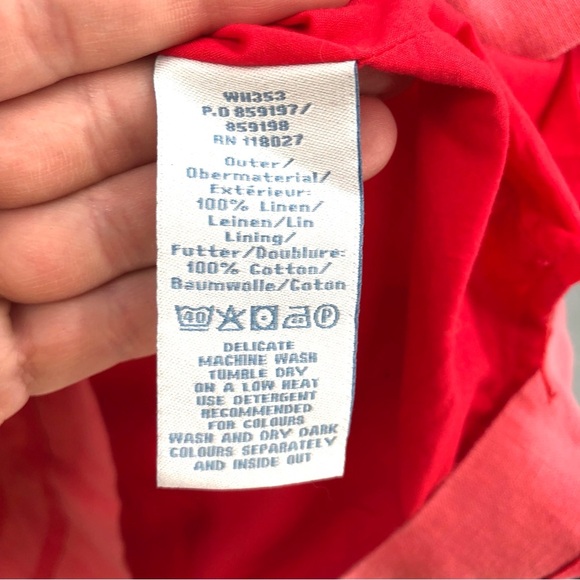 WH353
P.O 859197/
859198
RN 118027
Outer/
Obermaterial/
Extérieur:
100% Linen/
Leinen/Lin
Lining/
Futter/Doublure:
100% Cotton/
Baumwolle/Coton
40 P
DELICATE
MACHINE WASH
TUMBLE DRY
ON A LOW HEAT
USE DETERGENT
RECOMMENDED
FOR COLOURS
WASH AND DRY DARK
COLOURS SEPARATELY
AND INSIDE OUT